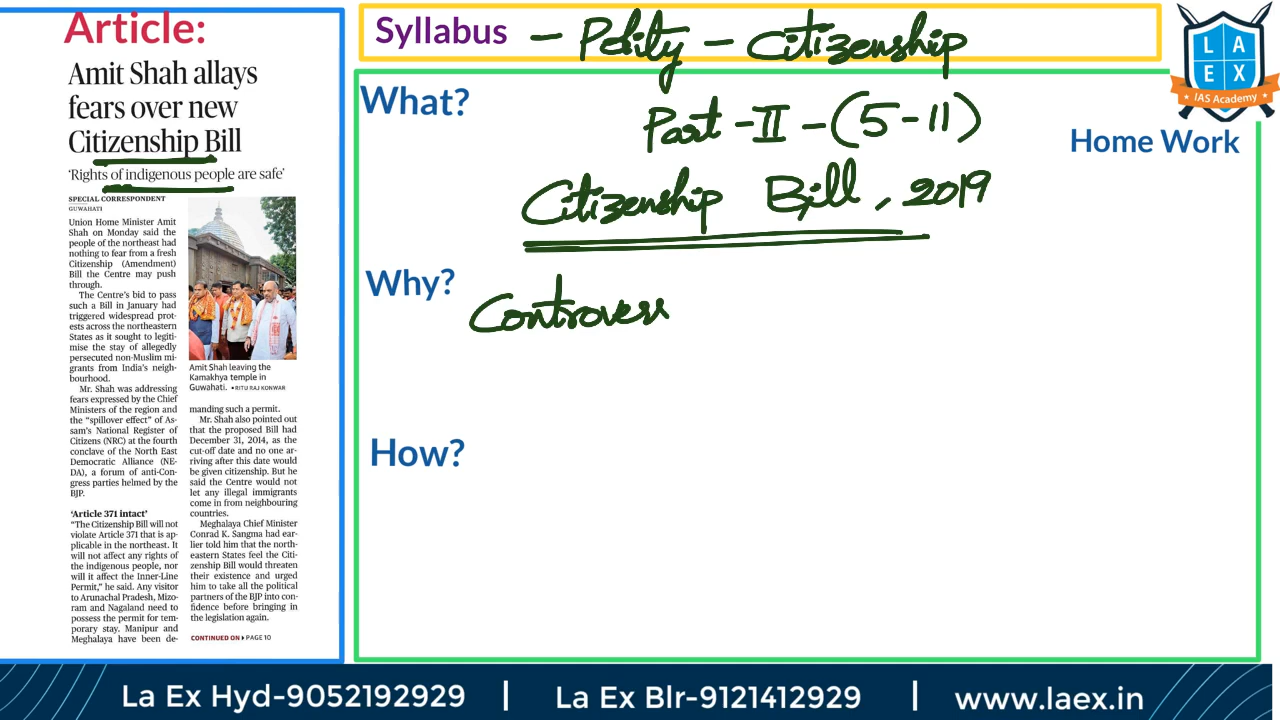 Article:
Amit Shah allays
fears over new
Citizenship Bill
‘Rights of indigenous people are safe’
SPECIAL CORRESPONDENT
GUWAHATI
Union Home Minister Amit
Shah on Monday said the
people of the northeast had
nothing to fear from a fresh
Citizenship (Amendment)
Bill the Centre may push
through.
The Centre’s bid to pass
such a Bill in January had
triggered widespread prot-
ests across the northeastern
States as it sought to legiti-
mise the stay of allegedly
persecuted non-Muslim mi-
grants from India’s neigh-
bourhood.
Mr. Shah was addressing
fears expressed by the Chief
Ministers of the region and
the “spillover effect” of As-
sam’s National Register of
Citizens (NRC) at the fourth
conclave of the North East
Democratic Alliance (NE-
DA), a forum of anti-Con-
gress parties helmed by the
BJP.
‘Article 371 intact’
“The Citizenship Bill will not
violate Article 371 that is ap-
plicable in the northeast. It
will not affect any rights of
the indigenous people, nor
will it affect the Inner-Line
Permit,” he said. Any visitor
to Arunachal Pradesh, Mizo-
ram and Nagaland need to
possess the permit for tem-
porary stay. Manipur and
Meghalaya have been de-
Amit Shah leaving the
Kamakhya temple in
Guwahati. • RITU RAJ KONWAR
manding such a permit.
Mr. Shah also pointed out
that the proposed Bill had
December 31, 2014, as the
cut-off date and no one ar-
riving after this date would
be given citizenship. But he
said the Centre would not
let any illegal immigrants
come in from neighbouring
countries.
Meghalaya Chief Minister
Conrad K. Sangma had ear-
lier told him that the north-
eastern States feel the Citi-
zenship Bill would threaten
their existence and urged
him to take all the political
partners of the BJP into con-
fidence before bringing in
the legislation again.
CONTINUED ON ▸ PAGE 10
Syllabus – Polity – Citizenship
What?
Part - II - (5 - 11)
Citizenship Bill, 2019
Why?
Controvers
How?
Home Work
L A
E X
IAS Academy
La Ex Hyd-9052192929 | La Ex Blr-9121412929 | www.laex.in